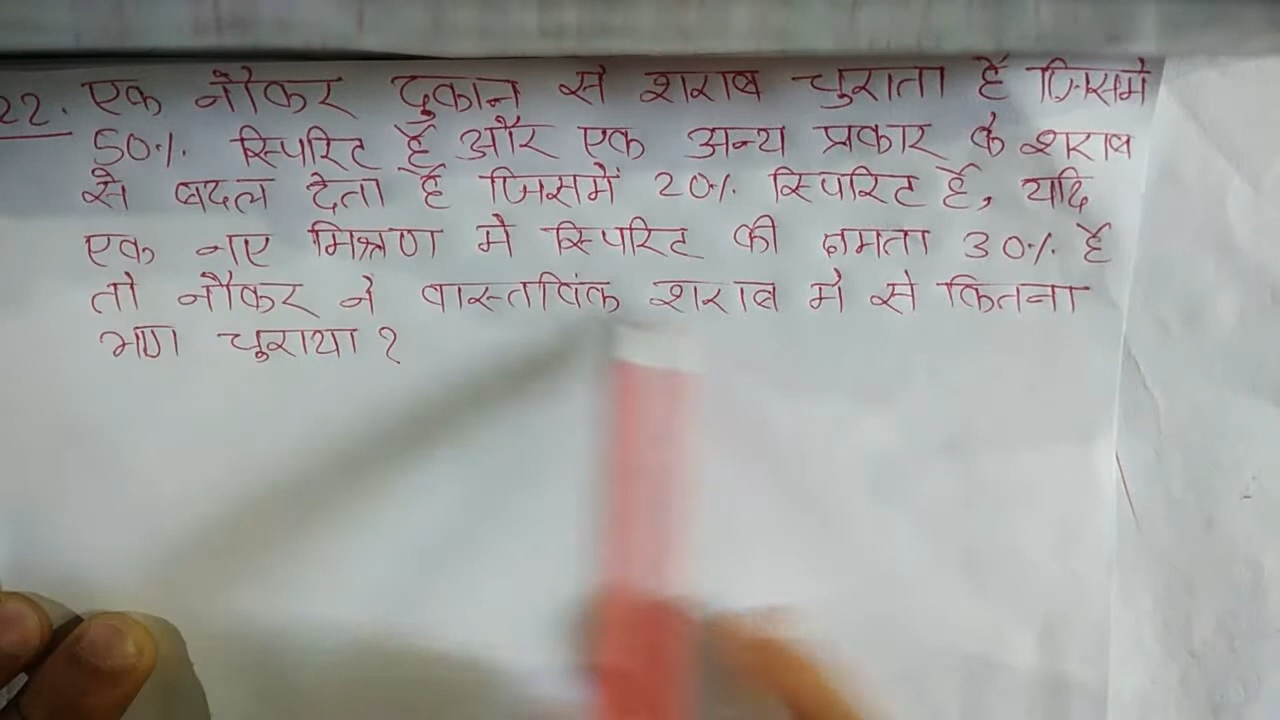 22. एक नौकर दुकान से शराब चुराता है जिसमें
50% स्पिरिट है और एक अन्य प्रकार के शराब
से बदल देता है जिसमें 20% स्पिरिट है, यदि
एक नए मिश्रण में स्पिरिट की क्षमता 30% है
तो नौकर ने वास्तविक शराब में से कितना
भाग चुराया?